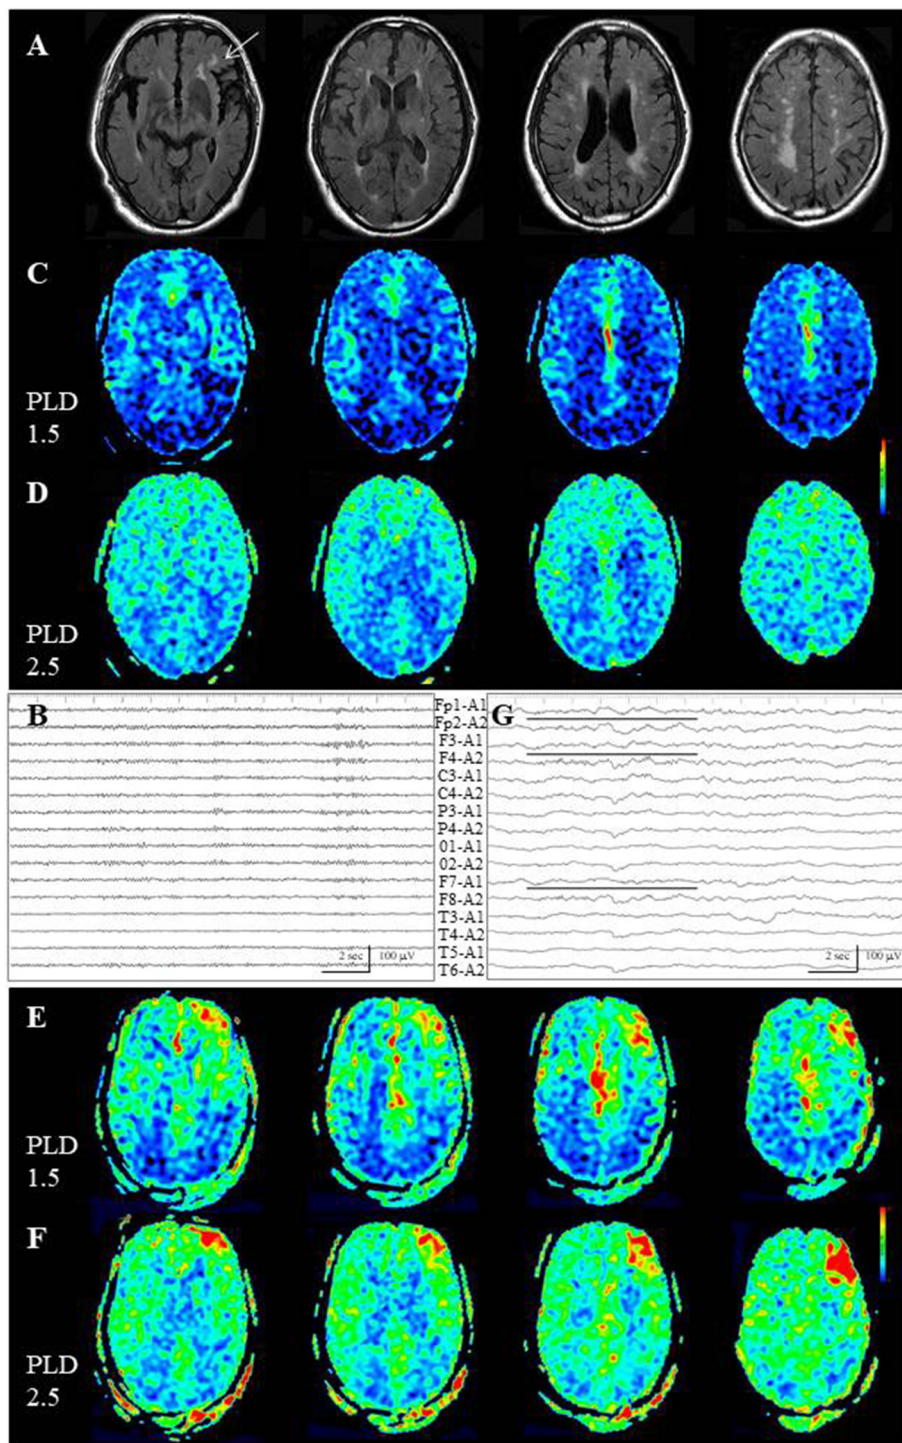 A
C
PLD
1.5
D
PLD
2.5
B
Fp1-A1
Fp2-A2
F3-A1
F4-A2
C3-A1
C4-A2
P3-A1
P4-A2
01-A1
02-A2
F7-A1
F8-A2
T3-A1
T4-A2
T5-A1
T6-A2
2 sec 100 μV
G
2 sec 100 μV
E
PLD
1.5
F
PLD
2.5